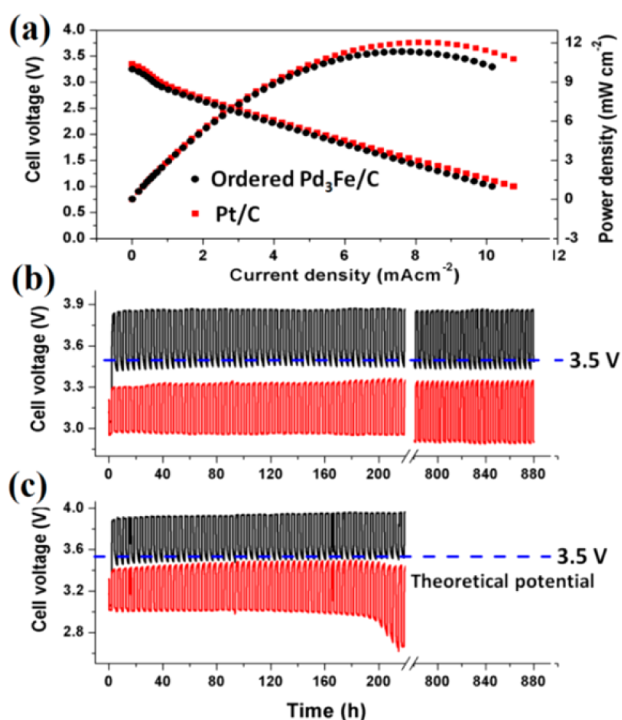 (a)
4.0
3.5
3.0
2.5
2.0
1.5
1.0
0.5
0.0
Cell voltage (V)
12
9
6
3
0
-3
Power density (mW cm⁻²)
Ordered Pd₃Fe/C
Pt/C
0 2 4 6 8 10 12
Current density (mAcm⁻²)
(b)
3.9
3.6
3.3
3.0
Cell voltage (V)
3.5 V
0 40 80 120 160 200 800 840 880
(c)
4.0
3.6
3.2
2.8
Cell voltage (V)
3.5 V
Theoretical potential
0 40 80 120 160 200 800 840 880
Time (h)